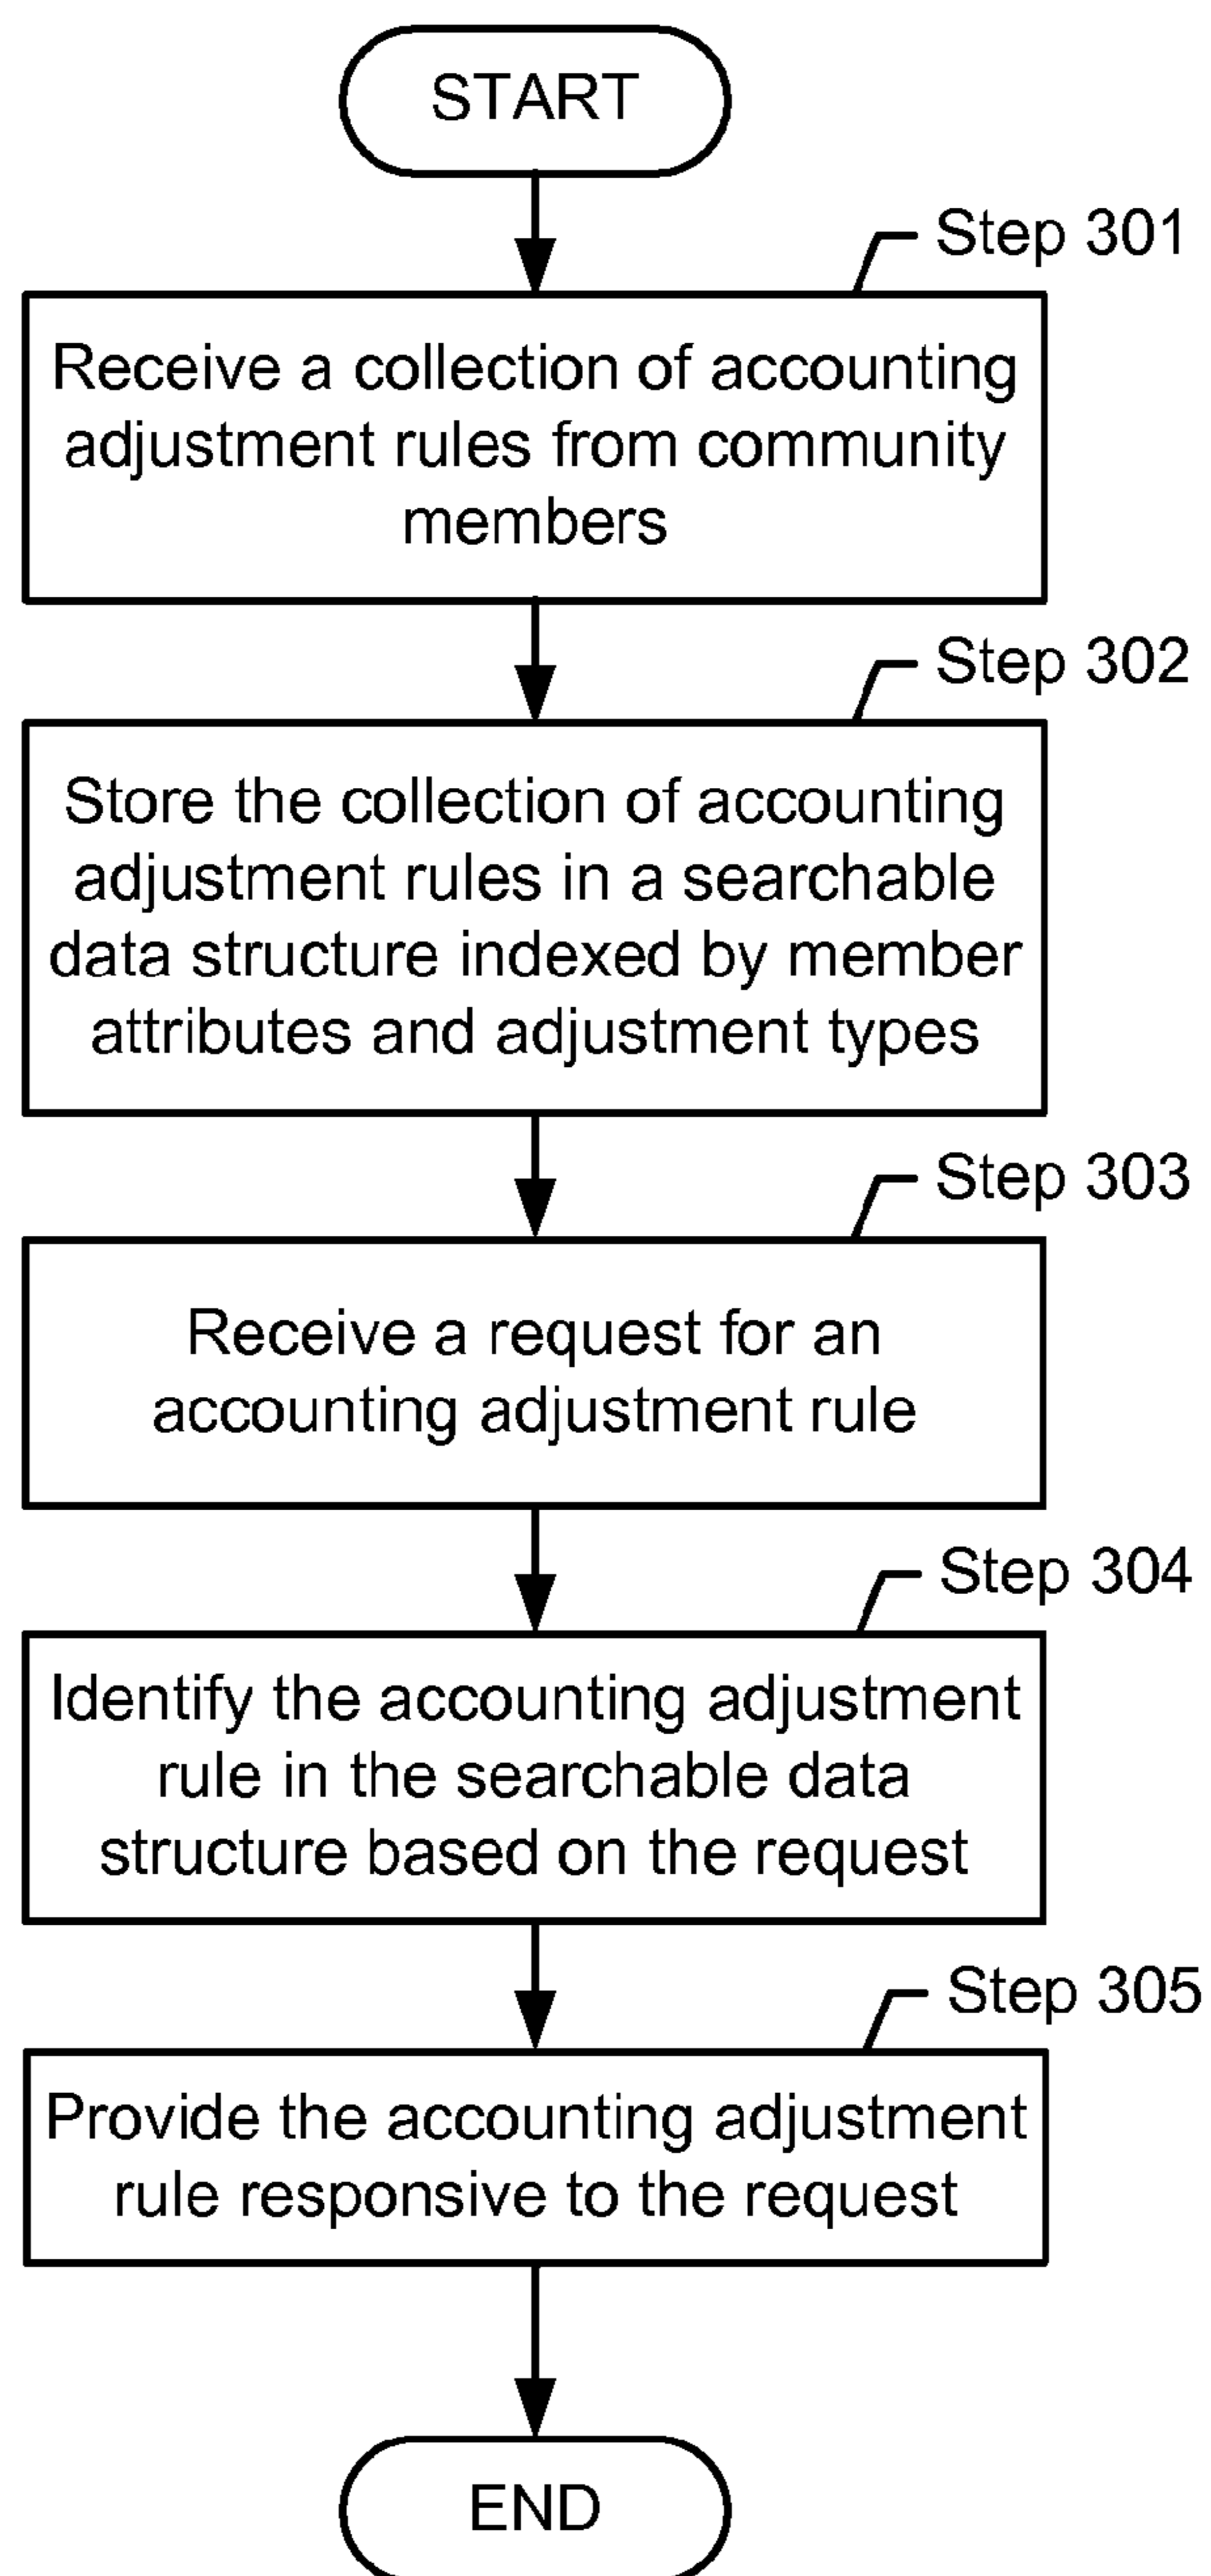 START
Step 301
Receive a collection of accounting
adjustment rules from community
members
Step 302
Store the collection of accounting
adjustment rules in a searchable
data structure indexed by member
attributes and adjustment types
Step 303
Receive a request for an
accounting adjustment rule
Step 304
Identify the accounting adjustment
rule in the searchable data
structure based on the request
Step 305
Provide the accounting adjustment
rule responsive to the request
END